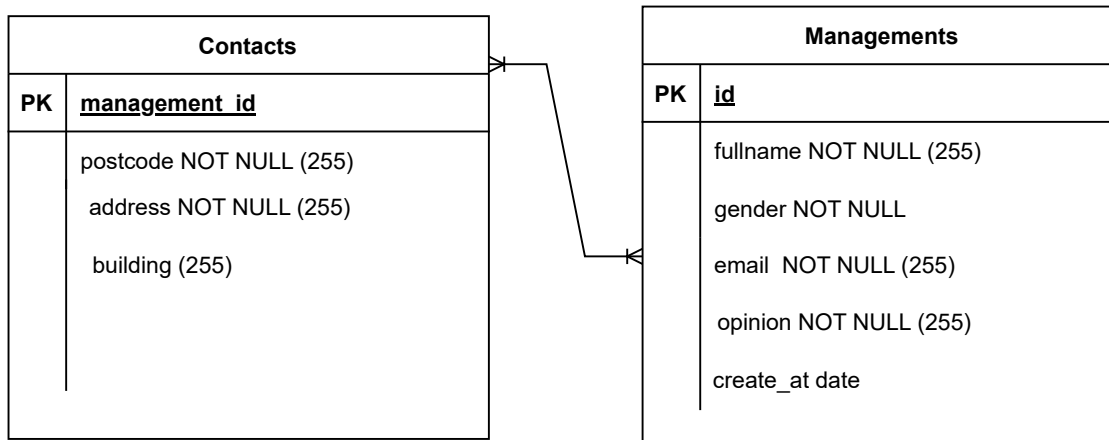 Contacts
PK management_id
postcode NOT NULL (255)
address NOT NULL (255)
building (255)
Managements
PK id
fullname NOT NULL (255)
gender NOT NULL
email NOT NULL (255)
opinion NOT NULL (255)
create_at date